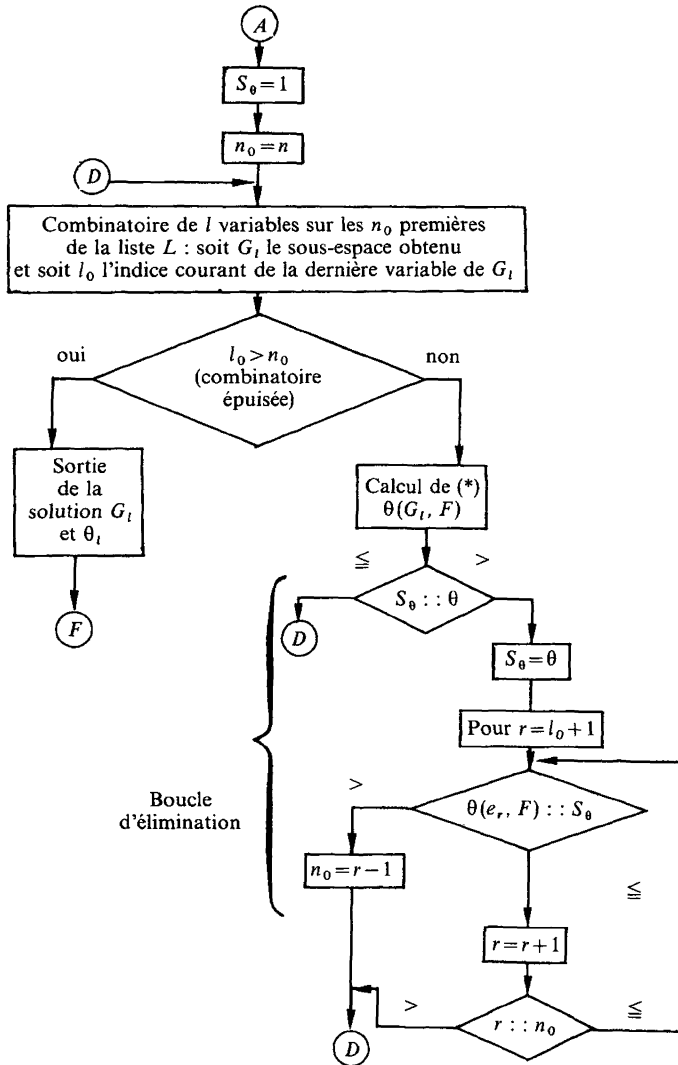 A
S_θ = 1
n_0 = n
D
Combinatoire de l variables sur les n_0 premières
de la liste L : soit G_l le sous-espace obtenu
et soit l_0 l'indice courant de la dernière variable de G_l
oui
l_0 > n_0
(combinatoire
épuisée)
non
Sortie
de la
solution G_l
et θ_l
F
Calcul de (*)
θ(G_l, F)
≦
>
S_θ : : θ
D
S_θ = θ
Pour r = l_0 + 1
Boucle
d'élimination
>
θ(e_r, F) : : S_θ
n_0 = r − 1
≦
r = r + 1
>
r : : n_0
≦
D